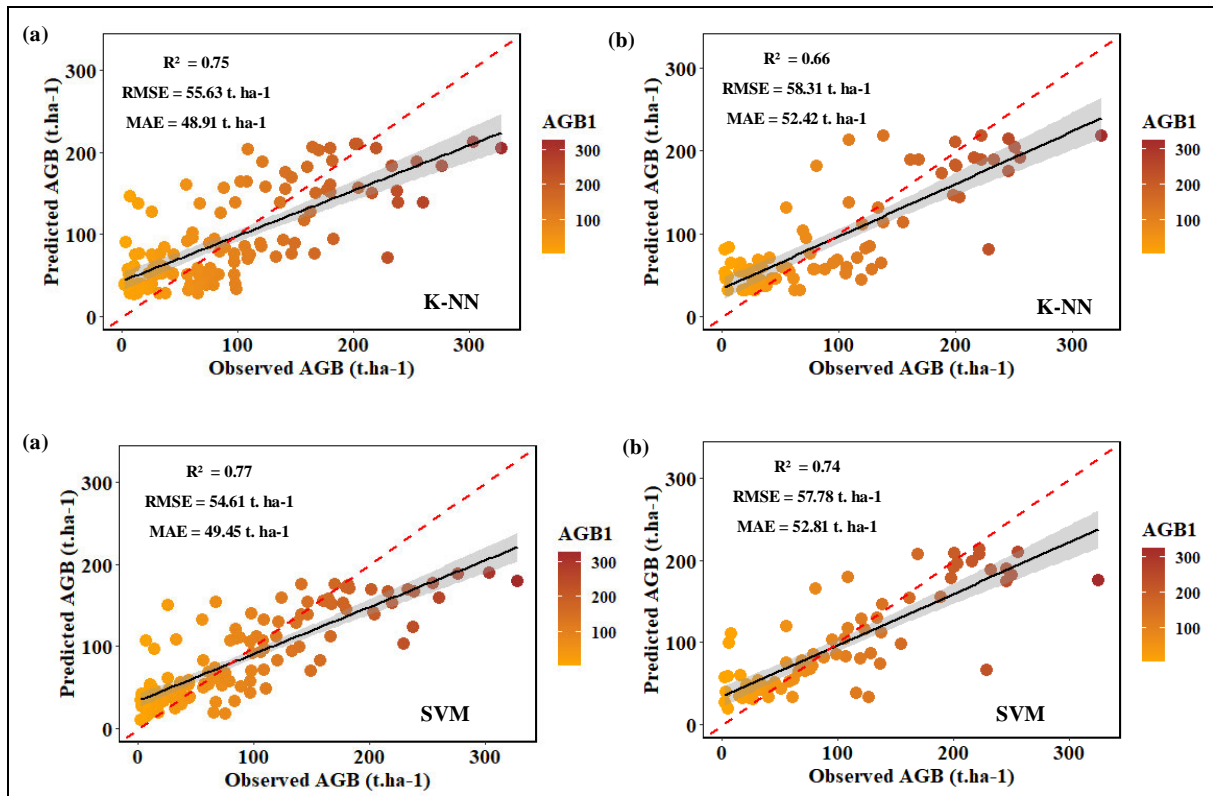 (a)
R² = 0.75
RMSE = 55.63 t. ha-1
MAE = 48.91 t. ha-1
Predicted AGB (t.ha-1)
300
200
100
0
0 100 200 300
Observed AGB (t.ha-1)
K-NN
AGB1
300
200
100
(b)
R² = 0.66
RMSE = 58.31 t. ha-1
MAE = 52.42 t. ha-1
Predicted AGB (t.ha-1)
300
200
100
0
0 100 200 300
Observed AGB (t.ha-1)
K-NN
AGB1
300
200
100
(a)
R² = 0.77
RMSE = 54.61 t. ha-1
MAE = 49.45 t. ha-1
Predicted AGB (t.ha-1)
300
200
100
0
0 100 200 300
Observed AGB (t.ha-1)
SVM
AGB1
300
200
100
(b)
R² = 0.74
RMSE = 57.78 t. ha-1
MAE = 52.81 t. ha-1
Predicted AGB (t.ha-1)
300
200
100
0
0 100 200 300
Observed AGB (t.ha-1)
SVM
AGB1
300
200
100